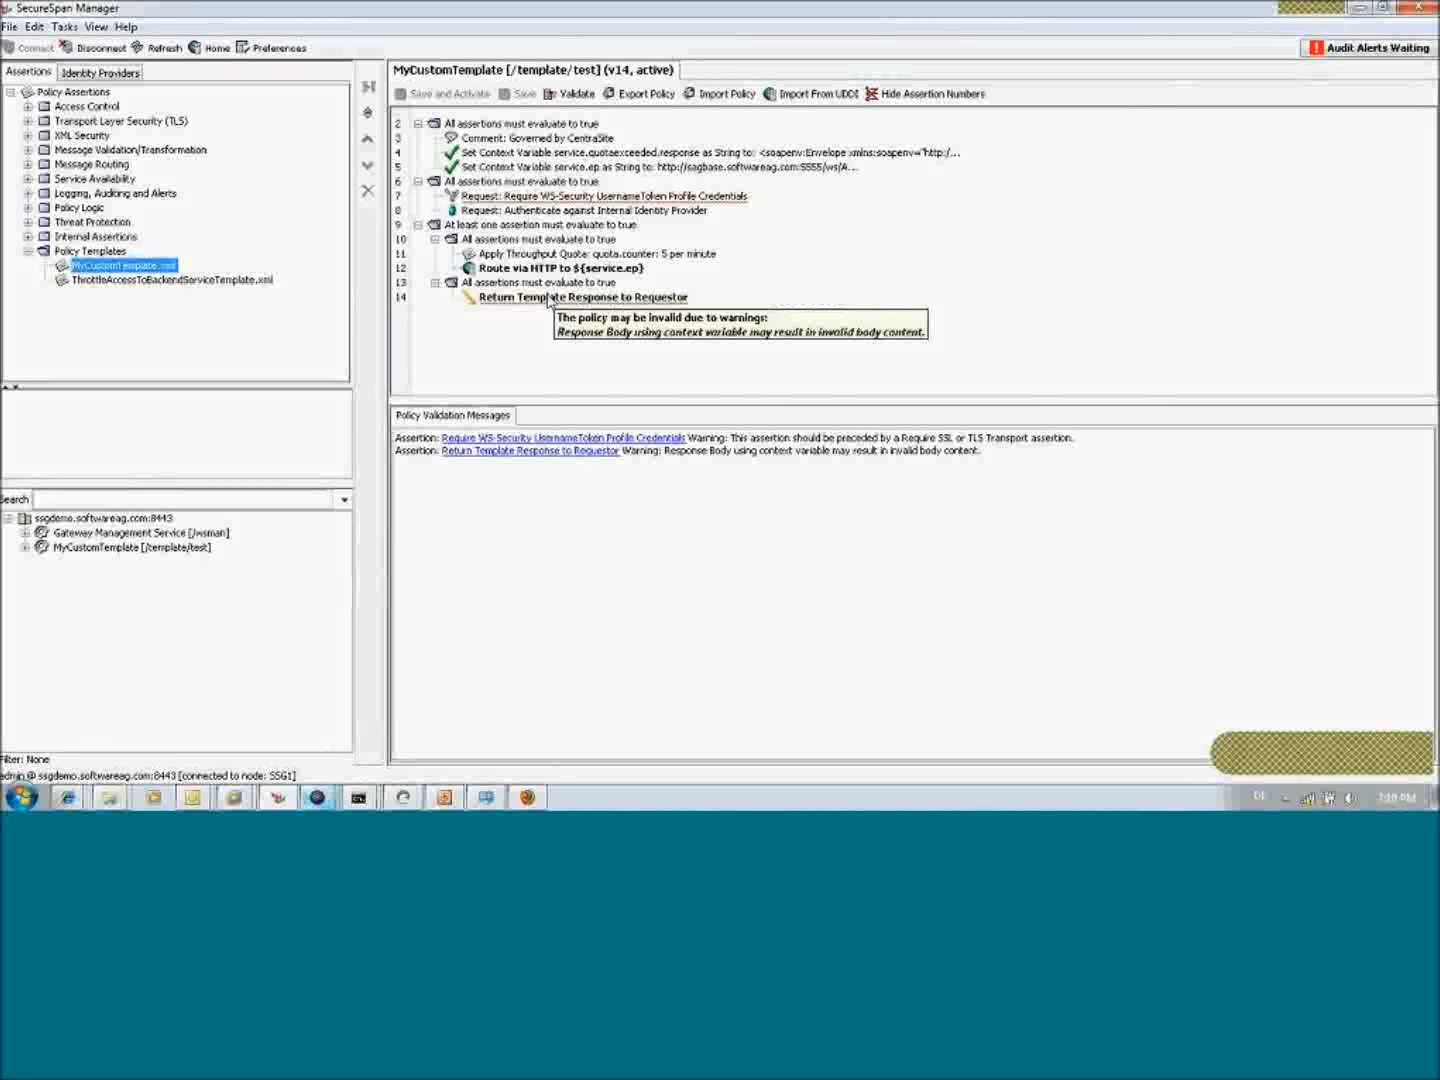 SecureSpan Manager
File Edit Tasks View Help
Connect Disconnect Refresh Home Preferences
Audit Alerts Waiting
Assertions Identity Providers
Policy Assertions
Access Control
Transport Layer Security (TLS)
XML Security
Message Validation/Transformation
Message Routing
Service Availability
Logging, Auditing and Alerts
Policy Logic
Threat Protection
Internal Assertions
Policy Templates
MyCustomTemplate.xml
ThrottleAccessToBackendServiceTemplate.xml
Search
ssgdemo.softwareag.com:8443
Gateway Management Service [/wsman]
MyCustomTemplate [/template/test]
Filter: None
admin @ ssgdemo.softwareag.com:8443 [connected to node: SSG1]
MyCustomTemplate [/template/test] (v14, active)
Save and Activate Save Validate Export Policy Import Policy Import From UDDI Hide Assertion Numbers
2 All assertions must evaluate to true
3 Comment: Governed by CentraSite
4 Set Context Variable service.quotaexceeded.response as String to: <soapenv:Envelope xmlns:soapenv="http:/...
5 Set Context Variable service.ep as String to: http://sagbase.softwareag.com:5555/ws/A...
6 All assertions must evaluate to true
7 Request: Require WS-Security UsernameToken Profile Credentials
8 Request: Authenticate against Internal Identity Provider
9 At least one assertion must evaluate to true
10 All assertions must evaluate to true
11 Apply Throughput Quota: quota.counter: 5 per minute
12 Route via HTTP to ${service.ep}
13 All assertions must evaluate to true
14 Return Template Response to Requestor
The policy may be invalid due to warnings:
Response Body using context variable may result in invalid body content.
Policy Validation Messages
Assertion: Require WS-Security UsernameToken Profile Credentials Warning: This assertion should be preceded by a Require SSL or TLS Transport assertion.
Assertion: Return Template Response to Requestor Warning: Response Body using context variable may result in invalid body content.
DE